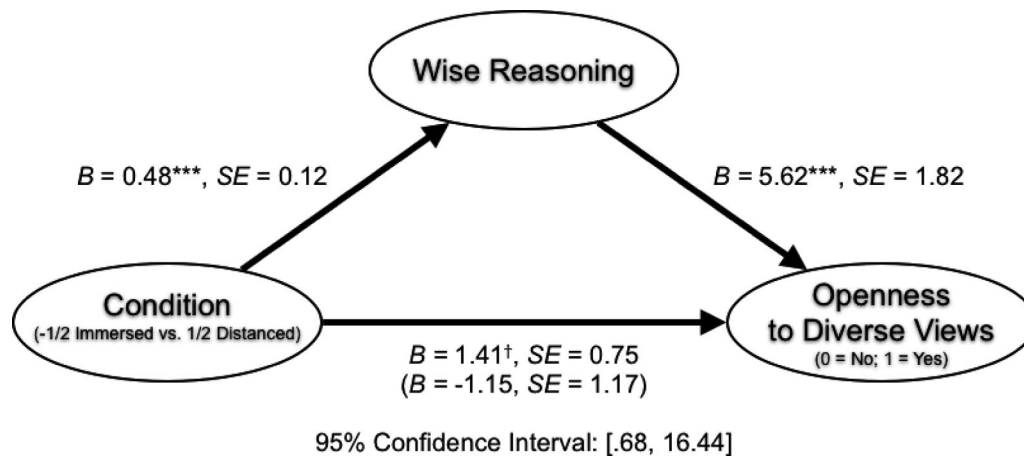 Wise Reasoning
B = 0.48***, SE = 0.12
B = 5.62***, SE = 1.82
Condition
(-1/2 Immersed vs. 1/2 Distanced)
Openness
to Diverse Views
(0 = No; 1 = Yes)
B = 1.41†, SE = 0.75
(B = -1.15, SE = 1.17)
95% Confidence Interval: [.68, 16.44]